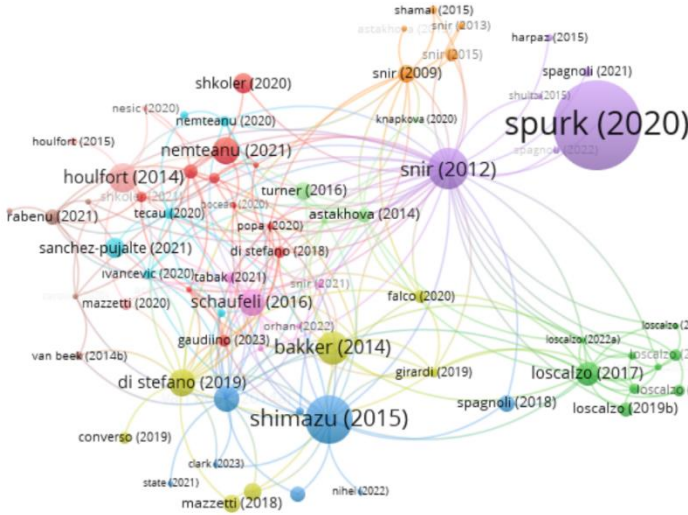 shamai (2015)
snir (2013)
harpaz (2015)
snir (2015)
snir (2009)
spagnoli (2021)
shkoler (2020)
nesic (2020)
nemteanu (2020)
knapkova (2020)
spurk (2020)
houlfort (2015)
nemteanu (2021)
snir (2012)
houlfort (2014)
turner (2016)
rabenu (2021)
tecau (2020)
astakhova (2014)
popa (2020)
sanchez-pujalte (2021)
di stefano (2018)
ivancevic (2020)
tabak (2021)
snir (2021)
mazzetti (2020)
schaufeli (2016)
falco (2020)
orhan (2022)
gaudiino (2023)
loscalzo (2022a)
bakker (2014)
van beek (2014b)
girardi (2019)
loscalzo (2017)
di stefano (2019)
shimazu (2015)
spagnoli (2018)
loscalzo (2019b)
converso (2019)
clark (2023)
state (2021)
nihei (2022)
mazzetti (2018)